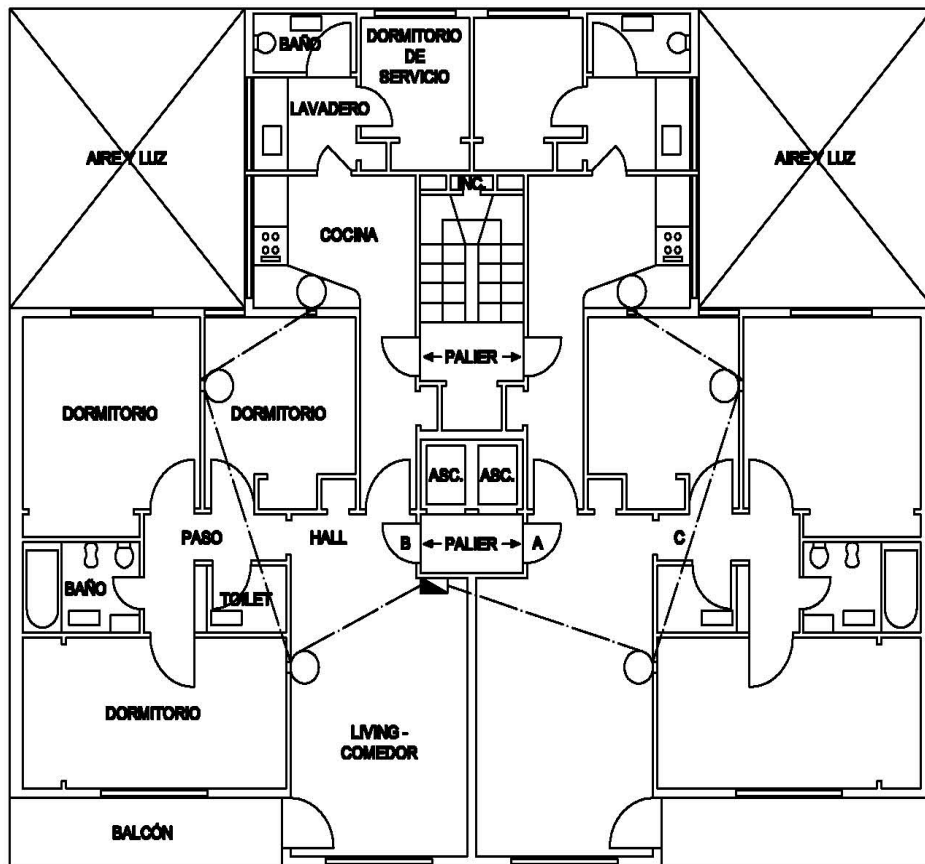 BAÑO
DORMITORIO
DE
SERVICIO
LAVADERO
AIRE Y LUZ
AIRE Y LUZ
INC.
COCINA
PALIER
DORMITORIO
DORMITORIO
ASC.
ASC.
PASO
HALL
B
PALIER
A
C
BAÑO
TOILET
DORMITORIO
LIVING -
COMEDOR
BALCÓN